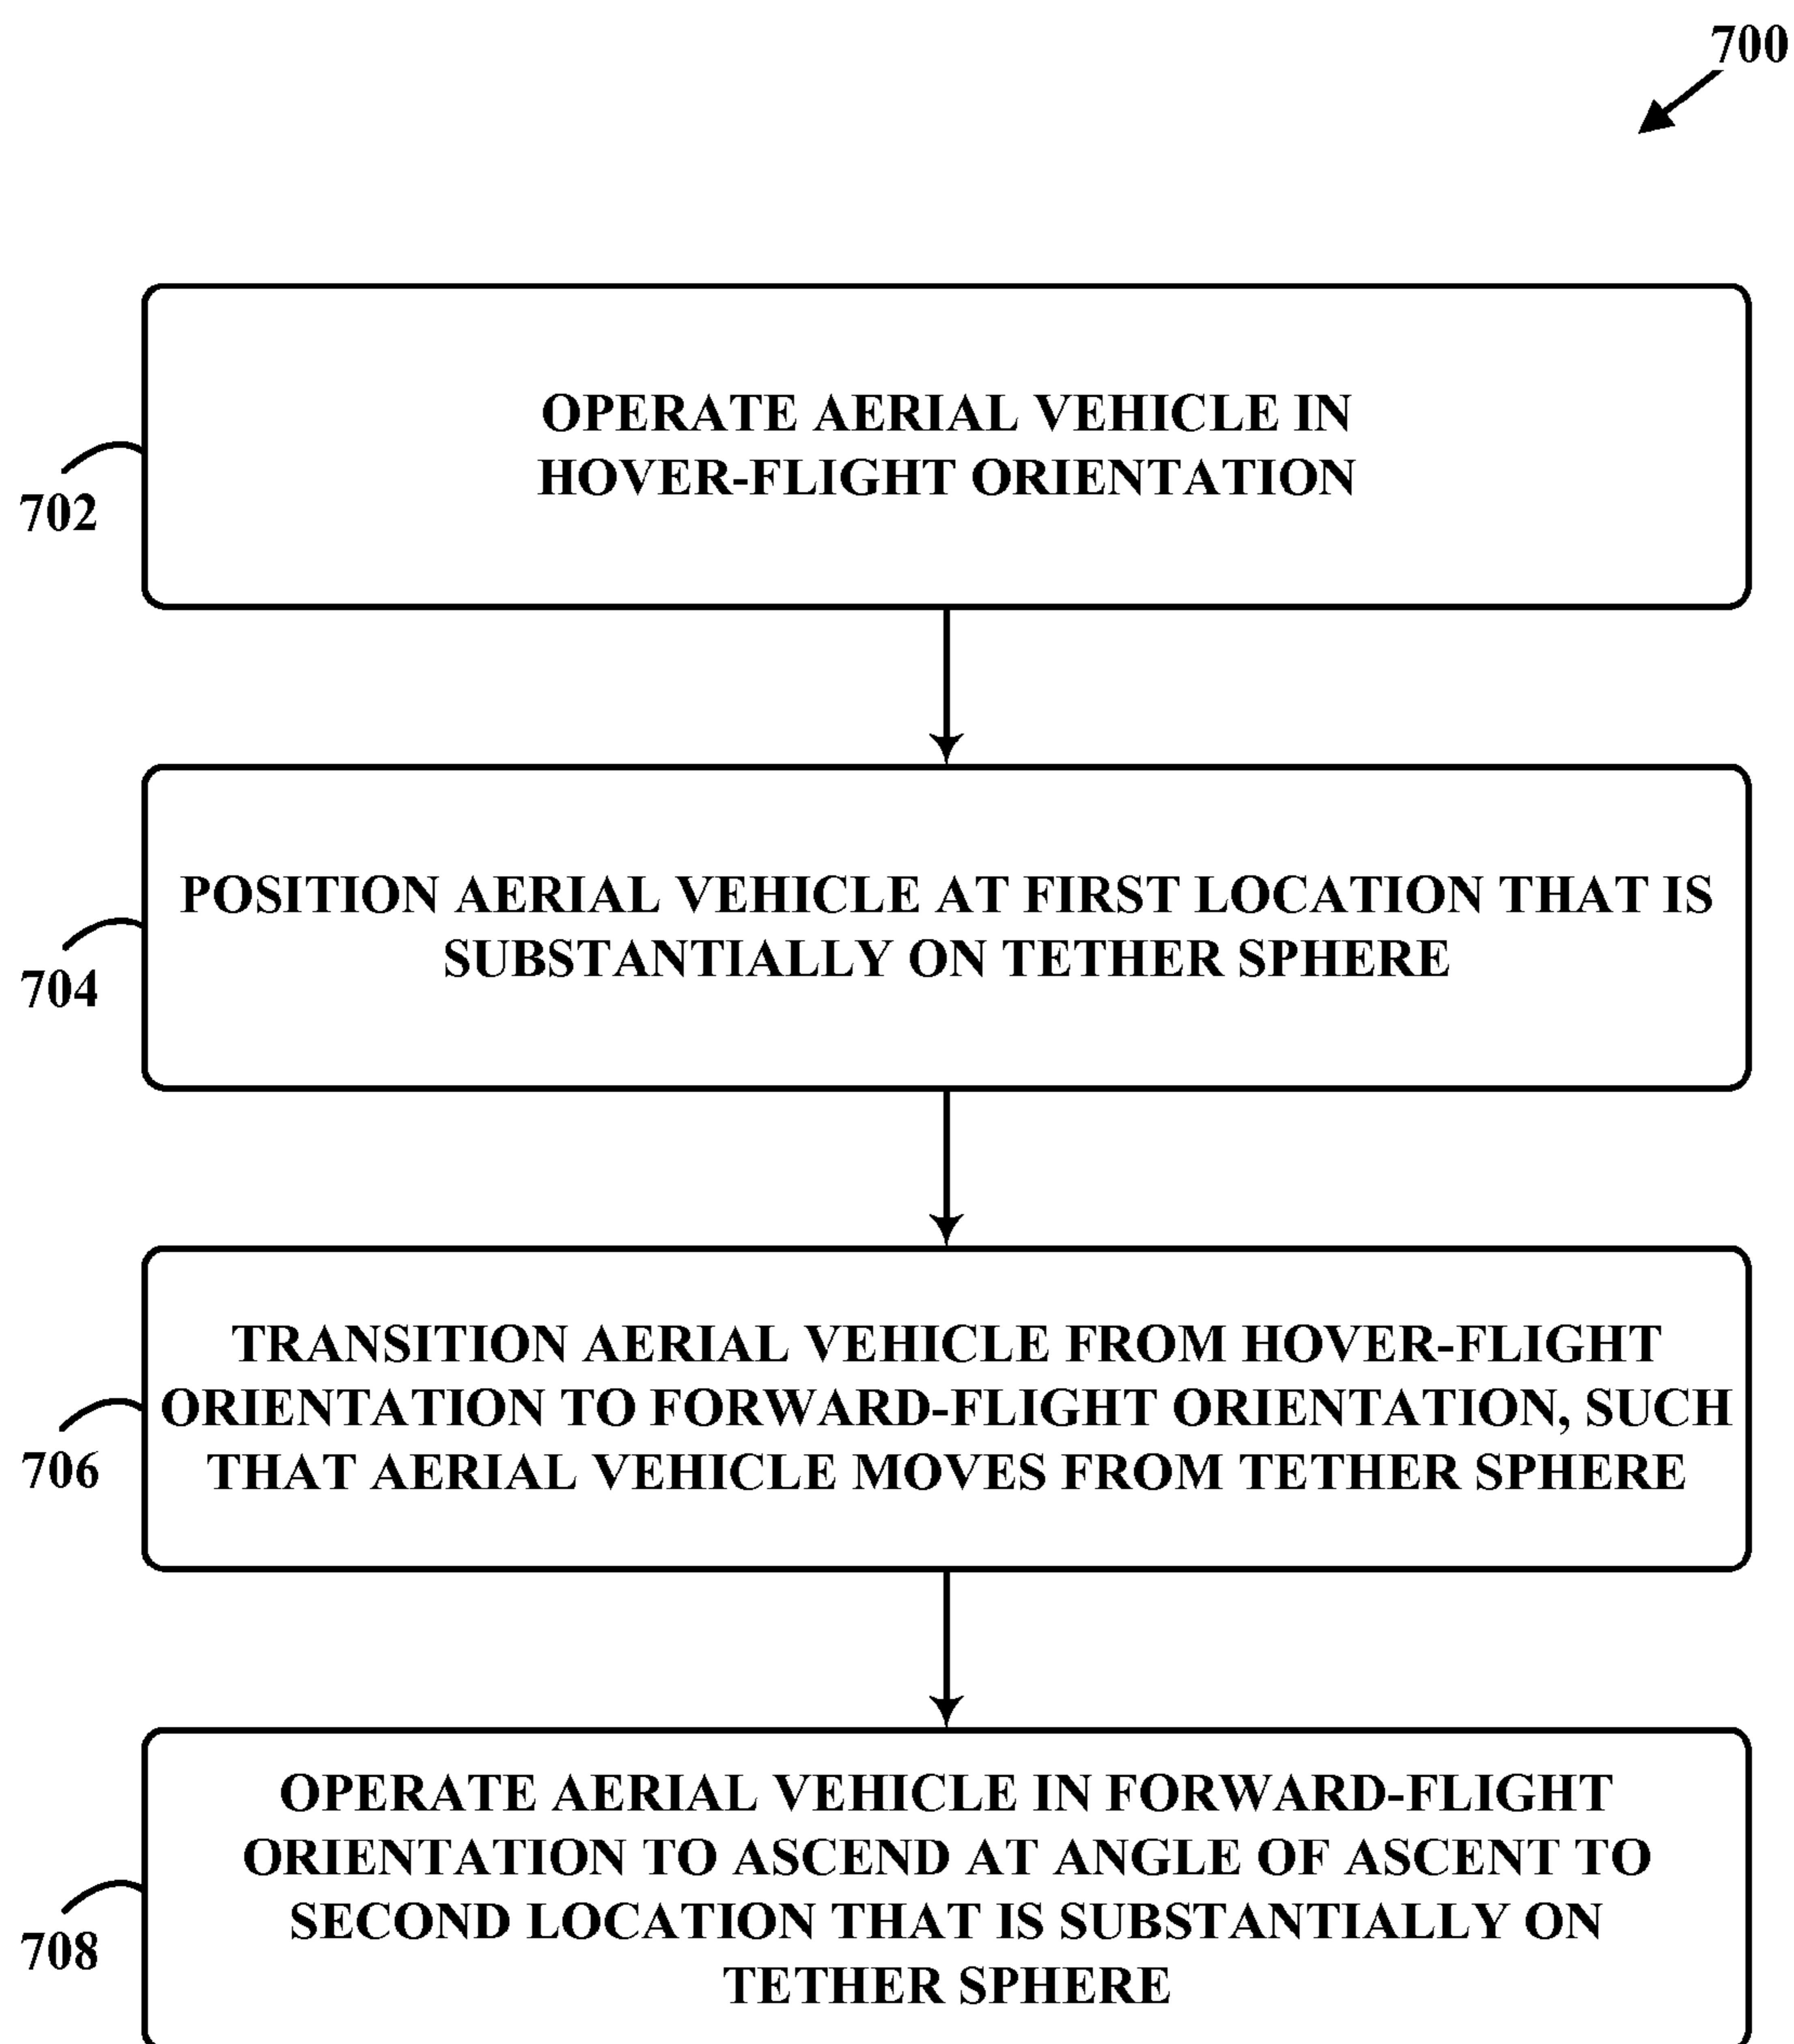 700
OPERATE AERIAL VEHICLE IN
HOVER-FLIGHT ORIENTATION
702
POSITION AERIAL VEHICLE AT FIRST LOCATION THAT IS
SUBSTANTIALLY ON TETHER SPHERE
704
TRANSITION AERIAL VEHICLE FROM HOVER-FLIGHT
ORIENTATION TO FORWARD-FLIGHT ORIENTATION, SUCH
THAT AERIAL VEHICLE MOVES FROM TETHER SPHERE
706
OPERATE AERIAL VEHICLE IN FORWARD-FLIGHT
ORIENTATION TO ASCEND AT ANGLE OF ASCENT TO
SECOND LOCATION THAT IS SUBSTANTIALLY ON
TETHER SPHERE
708